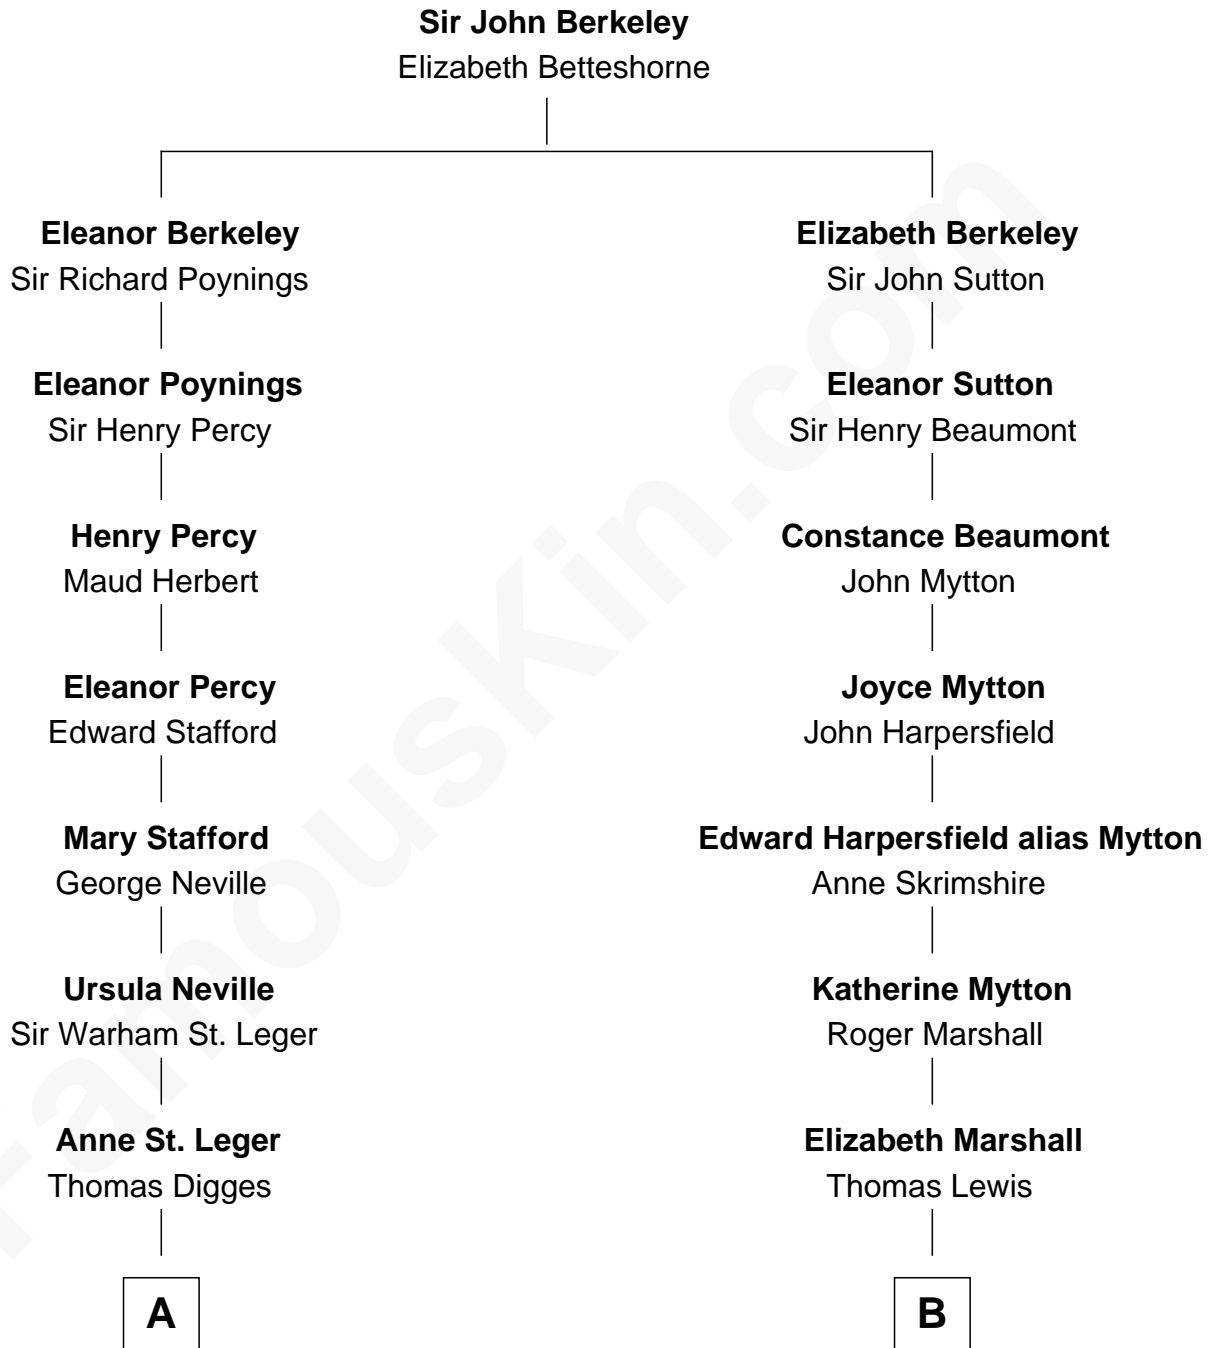 Sir John Berkeley
Elizabeth Betteshorne
Eleanor Berkeley
Sir Richard Poynings
Eleanor Poynings
Sir Henry Percy
Henry Percy
Maud Herbert
Eleanor Percy
Edward Stafford
Mary Stafford
George Neville
Ursula Neville
Sir Warham St. Leger
Anne St. Leger
Thomas Digges
A
Elizabeth Berkeley
Sir John Sutton
Eleanor Sutton
Sir Henry Beaumont
Constance Beaumont
John Mytton
Joyce Mytton
John Harpersfield
Edward Harpersfield alias Mytton
Anne Skrimshire
Katherine Mytton
Roger Marshall
Elizabeth Marshall
Thomas Lewis
B
FamousKin.com